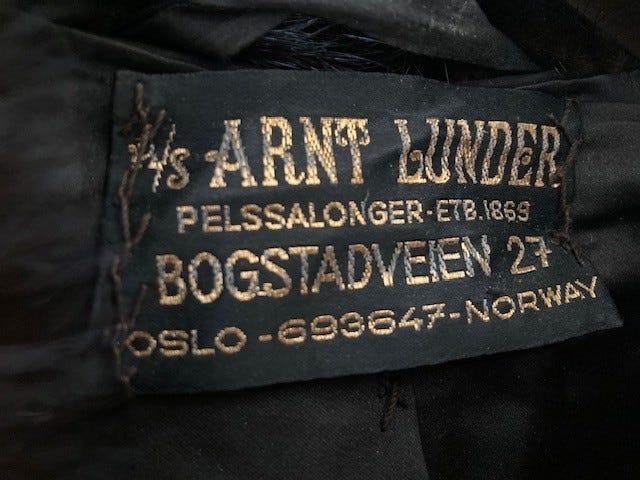 A/S ARNT LUNDER
PELSSALONGER-ETB.1869
BOGSTADVEIEN 27
OSLO - 693647-NORWAY